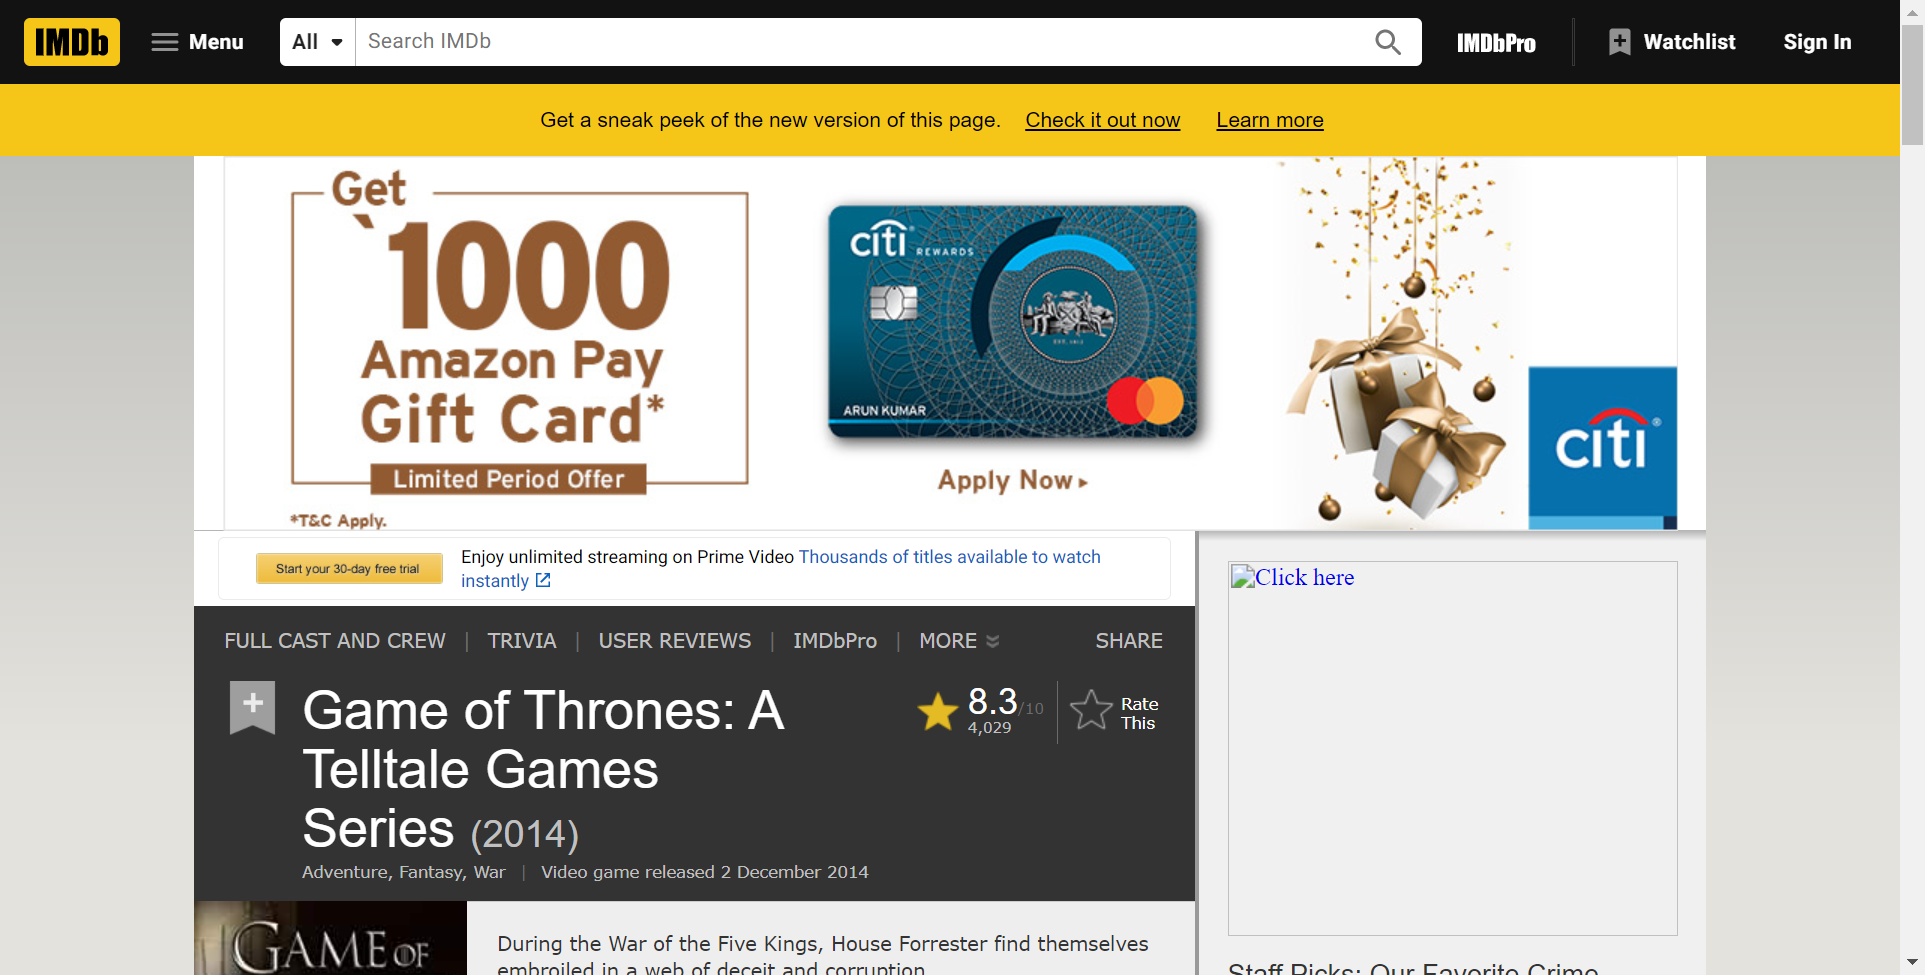 IMDb Menu All Search IMDb IMDbPro Watchlist Sign In
Get a sneak peek of the new version of this page. Check it out now Learn more
Get
`1000
Amazon Pay
Gift Card*
Limited Period Offer
*T&C Apply.
citi REWARDS
EST. 1812
ARUN KUMAR
Apply Now ▸
citi
Start your 30-day free trial
Enjoy unlimited streaming on Prime Video Thousands of titles available to watch
instantly
Click here
FULL CAST AND CREW | TRIVIA | USER REVIEWS | IMDbPro | MORE SHARE
Game of Thrones: A
Telltale Games
Series (2014)
8.3/10
4,029
Rate
This
Adventure, Fantasy, War | Video game released 2 December 2014
GAME OF
During the War of the Five Kings, House Forrester find themselves
embroiled in a web of deceit and corruption.
Staff Picks: Our Favorite Crime